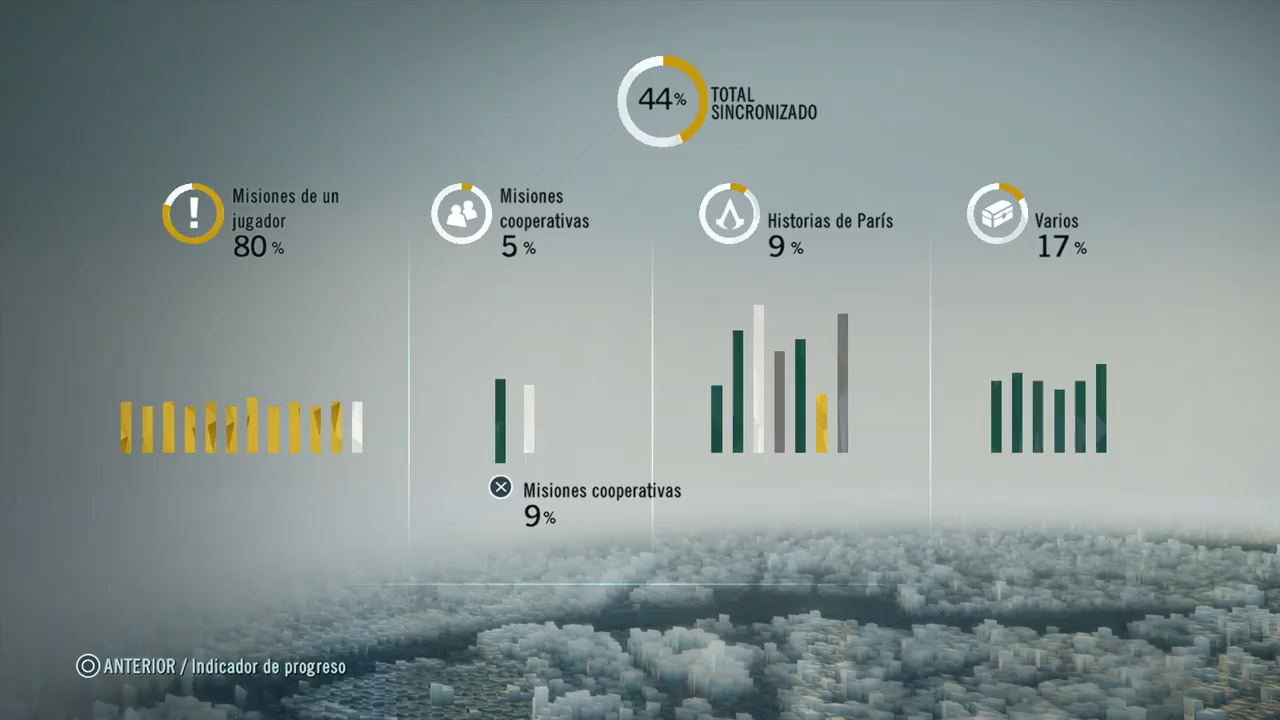 44%
TOTAL
SINCRONIZADO
Misiones de un
jugador
80 %
Misiones
cooperativas
5 %
Historias de París
9 %
Varios
17 %
Misiones cooperativas
9%
ANTERIOR / Indicador de progreso